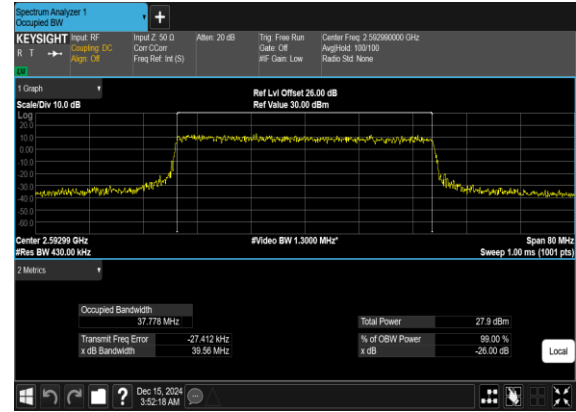 Spectrum Analyzer 1
Occupied BW
+
KEYSIGHT Input: RF Input Z: 50 Ω Atten: 20 dB Trig: Free Run Center Freq: 2.592990000 GHz
R T Coupling: DC Corr CCorr Gate: Off Avg|Hold: 100/100
Align: Off Freq Ref: Int (S) #IF Gain: Low Radio Std: None
LV
1 Graph
Ref Lvl Offset 26.00 dB
Scale/Div 10.0 dB Ref Value 30.00 dBm
Log
20.0
10.0
0.00
-10.0
-20.0
-30.0
-40.0
-50.0
-60.0
Center 2.59299 GHz #Video BW 1.3000 MHz* Span 80 MHz
#Res BW 430.00 kHz Sweep 1.00 ms (1001 pts)
2 Metrics
Occupied Bandwidth
37.778 MHz Total Power 27.9 dBm
Transmit Freq Error -27.412 kHz % of OBW Power 99.00 %
x dB Bandwidth 39.56 MHz x dB -26.00 dB
Local
? Dec 15, 2024
3:52:18 AM